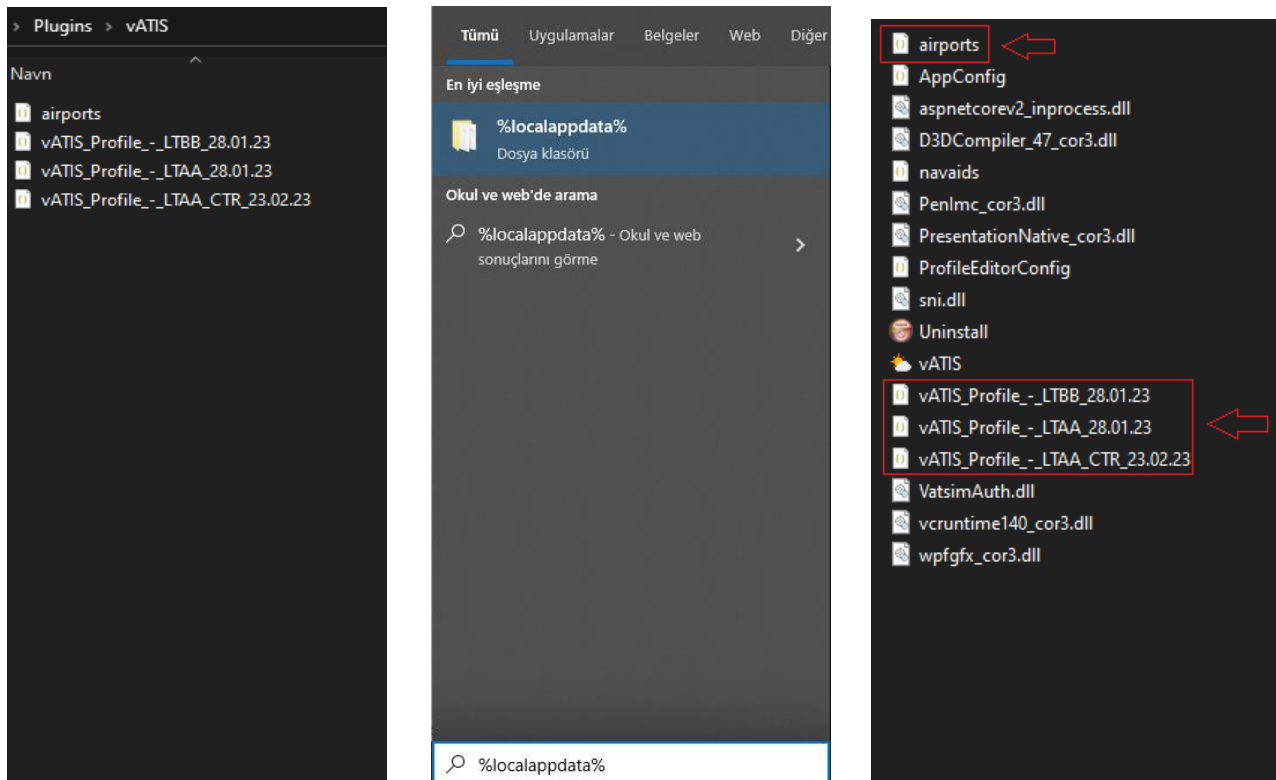 › Plugins › vATIS
Navn
airports
vATIS_Profile_-_LTBB_28.01.23
vATIS_Profile_-_LTAA_28.01.23
vATIS_Profile_-_LTAA_CTR_23.02.23
Tümü Uygulamalar Belgeler Web Diğer
En iyi eşleşme
%localappdata%
Dosya klasörü
Okul ve web'de arama
%localappdata% - Okul ve web
sonuçlarını görme
%localappdata%
airports
AppConfig
aspnetcorev2_inprocess.dll
D3DCompiler_47_cor3.dll
navaids
PenImc_cor3.dll
PresentationNative_cor3.dll
ProfileEditorConfig
sni.dll
Uninstall
vATIS
vATIS_Profile_-_LTBB_28.01.23
vATIS_Profile_-_LTAA_28.01.23
vATIS_Profile_-_LTAA_CTR_23.02.23
VatsimAuth.dll
vcruntime140_cor3.dll
wpfgfx_cor3.dll